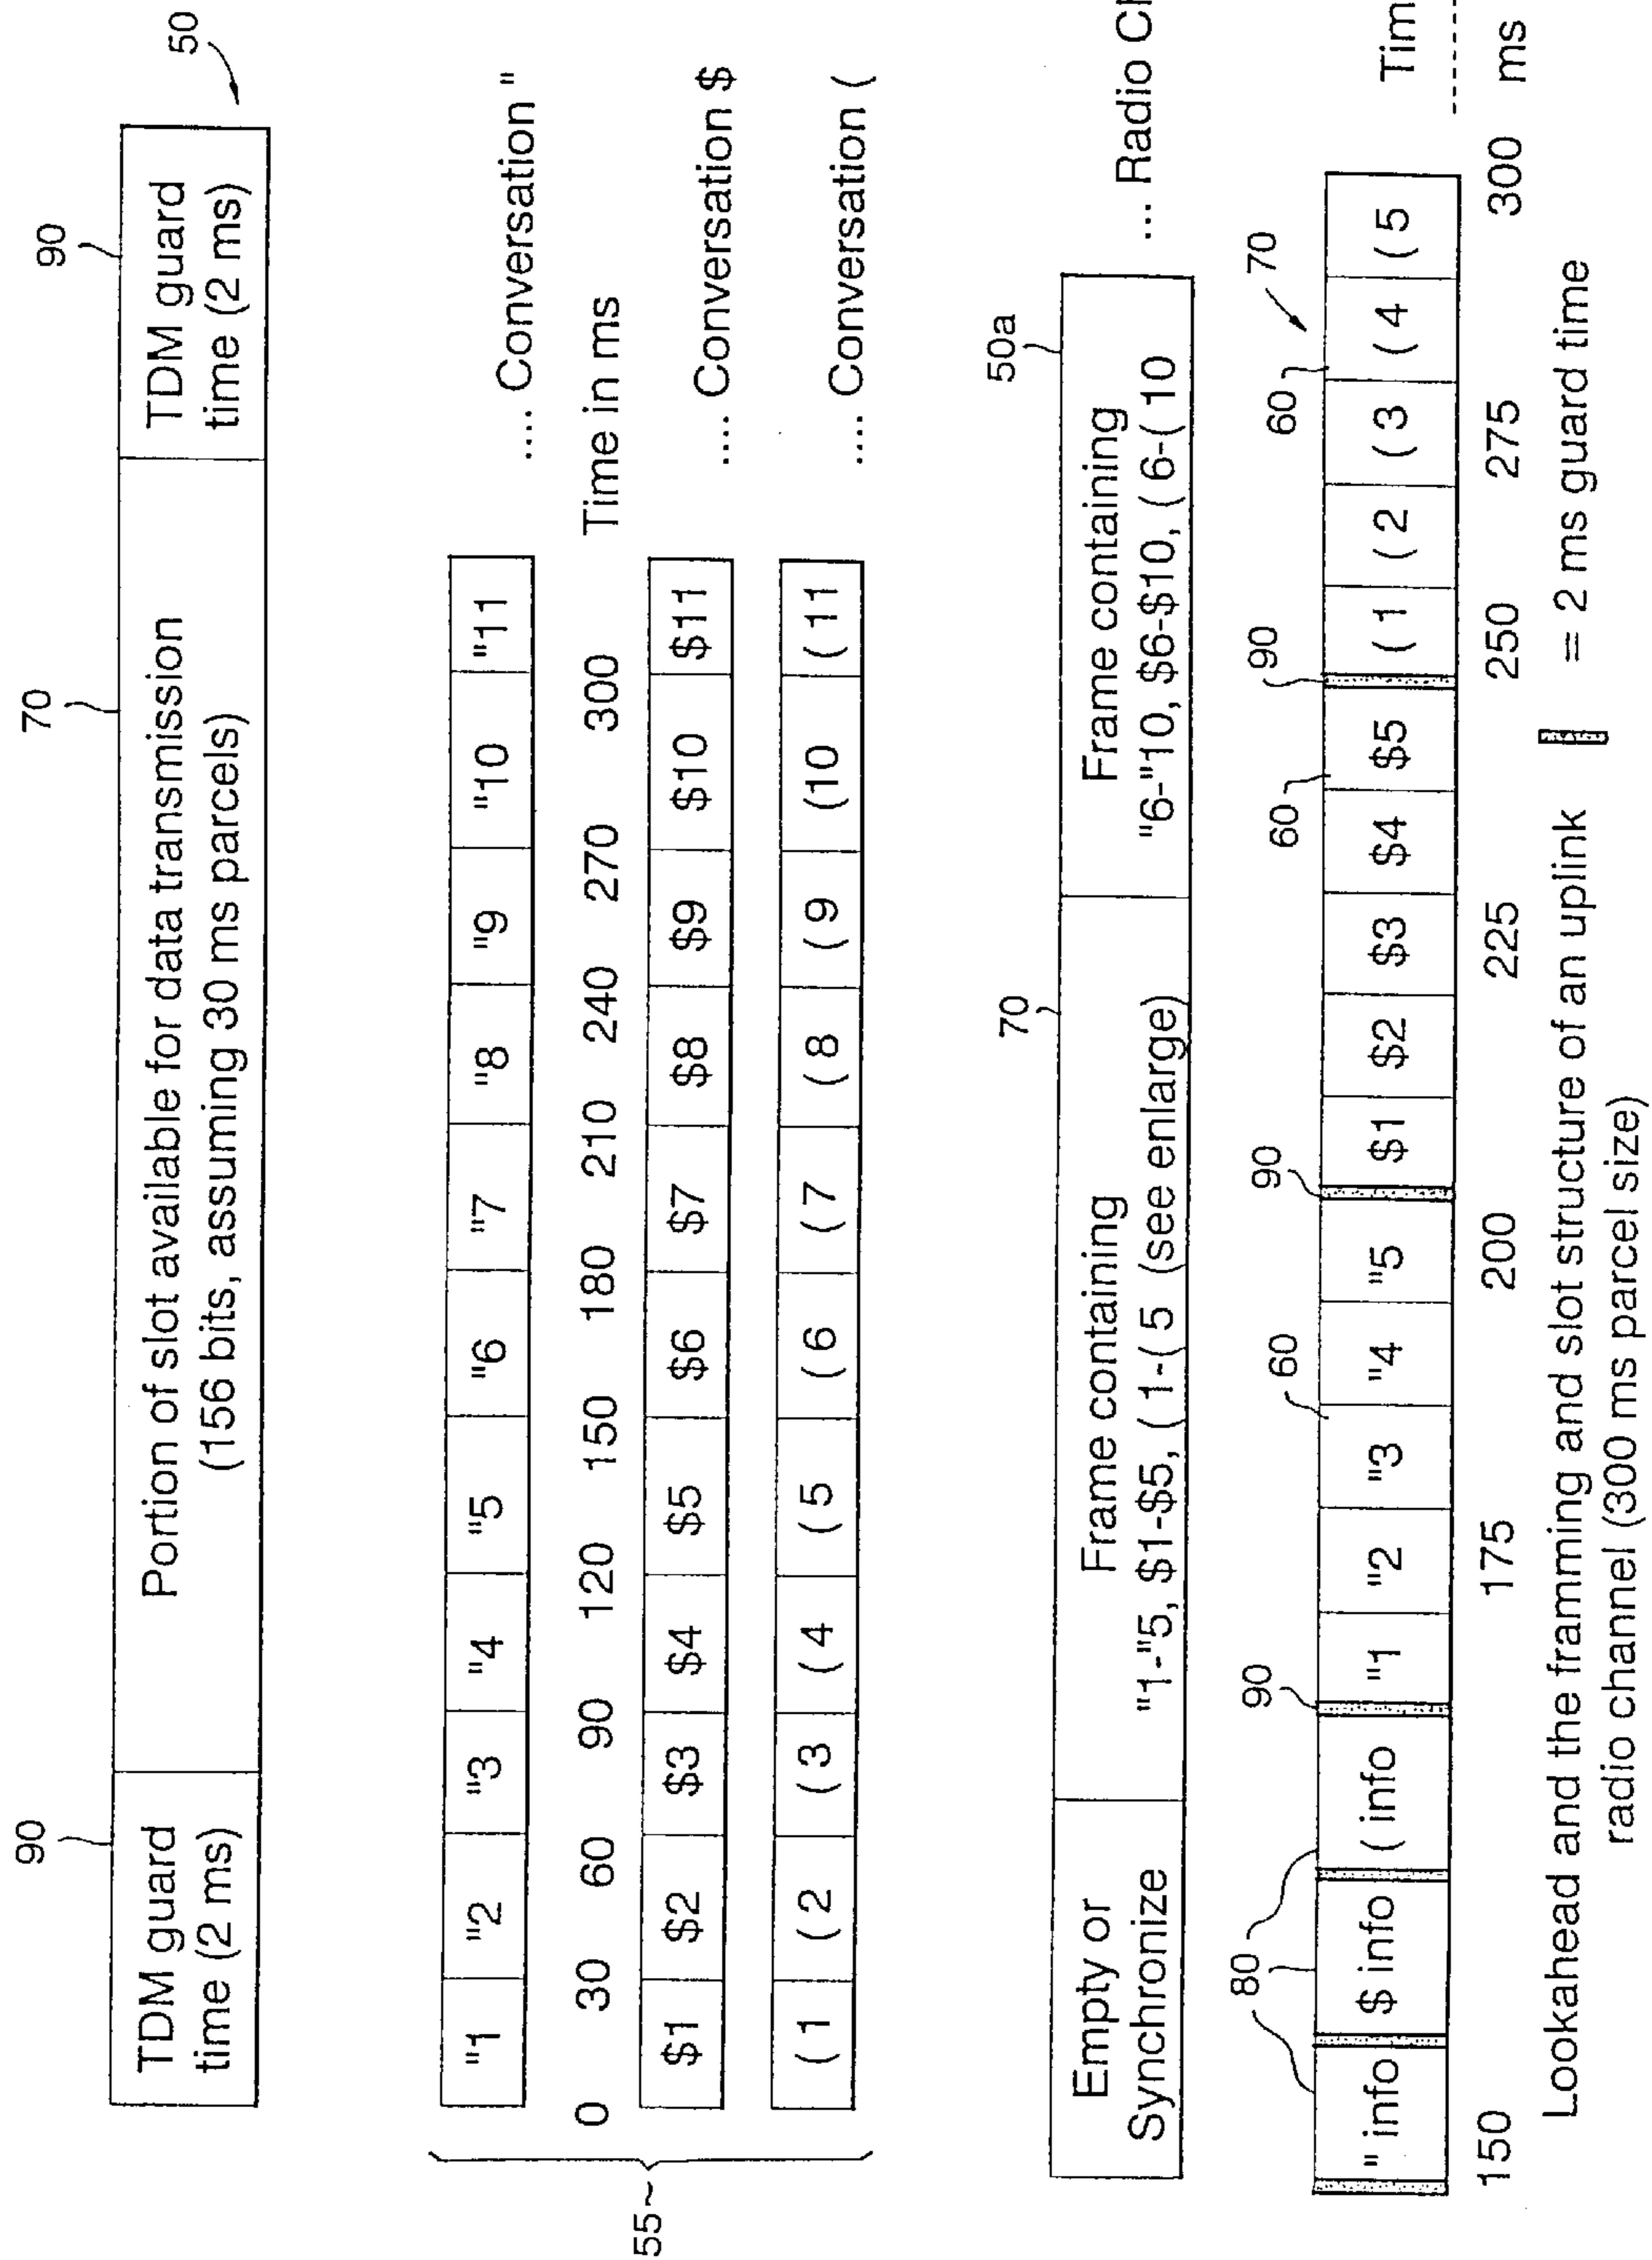 90
70
90
50
TDM guard
time (2 ms)
Portion of slot available for data transmission
(156 bits, assuming 30 ms parcels)
TDM guard
time (2 ms)
55
"1 "2 "3 "4 "5 "6 "7 "8 "9 "10 "11 .... Conversation "
0 30 60 90 120 150 180 210 240 270 300 Time in ms
$1 $2 $3 $4 $5 $6 $7 $8 $9 $10 $11 .... Conversation $
( 1 ( 2 ( 3 ( 4 ( 5 ( 6 ( 7 ( 8 ( 9 (10 ( 11 .... Conversation (
70
50a
Empty or
Synchronize
Frame containing
"1-"5, $1-$5, ( 1-( 5 (see enlarge)
Frame containing
"6-"10, $6-$10, ( 6-( 10
... Radio
80 90 60 90 60 90 60 70
" info $ info ( info "1 "2 "3 "4 "5 $1 $2 $3 $4 $5 ( 1 ( 2 ( 3 ( 4 ( 5
150 175 200 225 250 275 300 ms
Lookahead and the framming and slot structure of an uplink = 2 ms guard time
radio channel (300 ms parcel size)